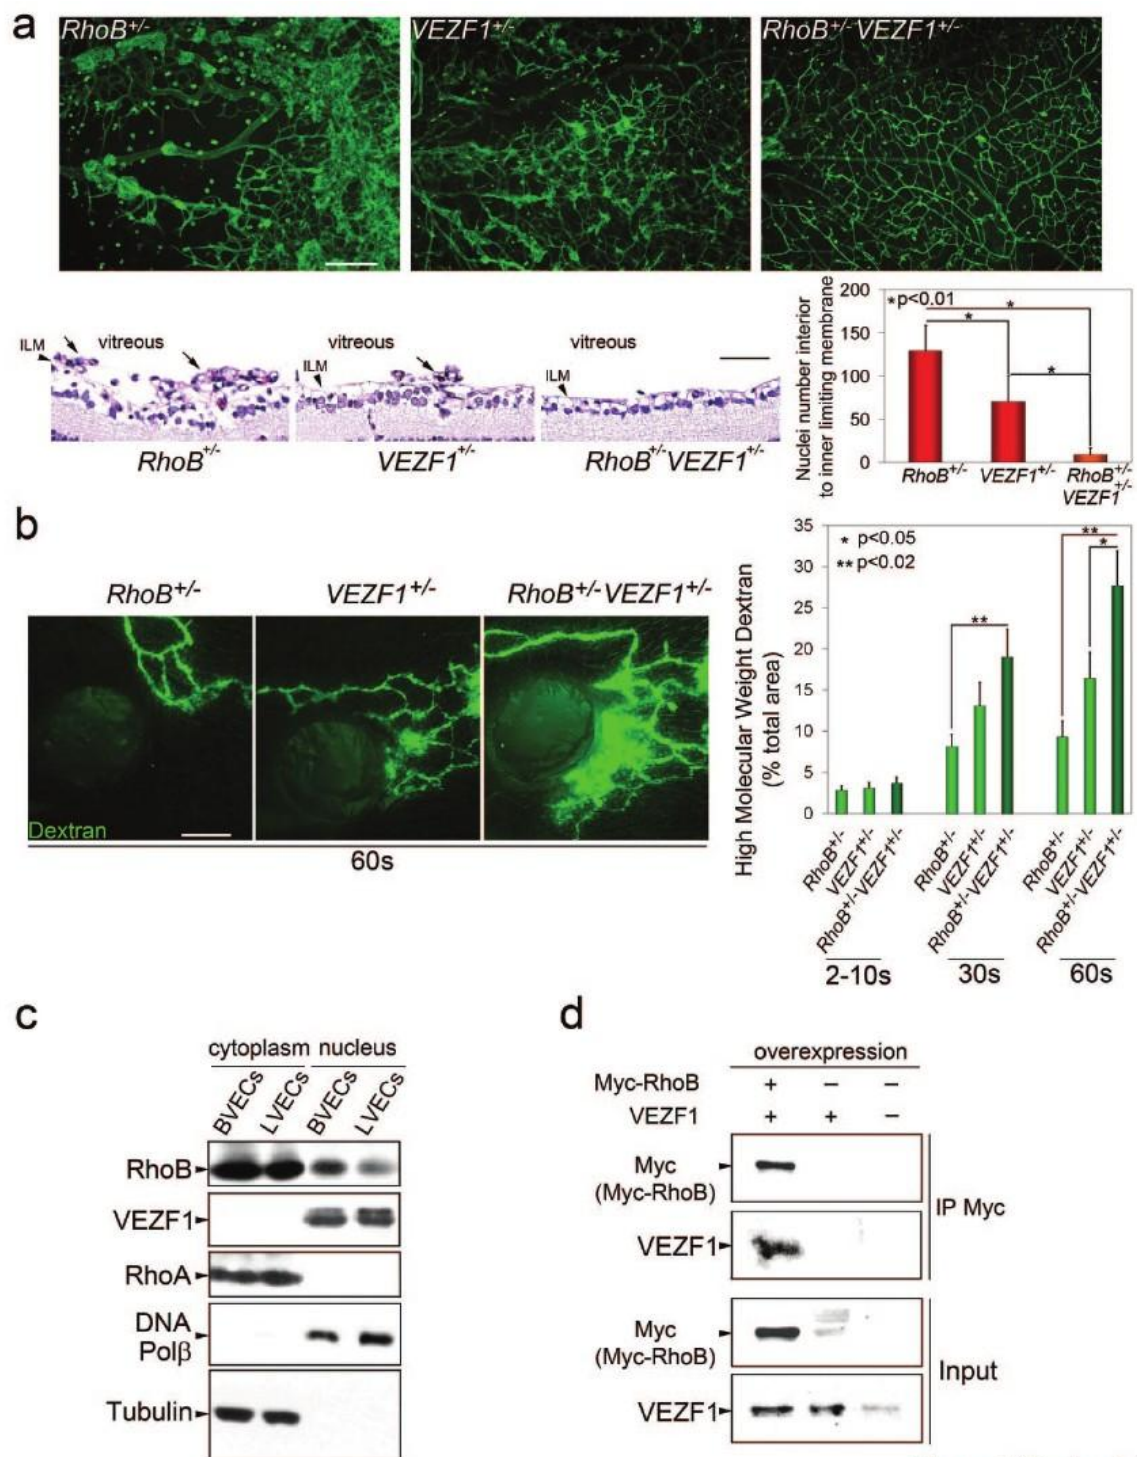 a
RhoB+/-
VEZF1+/-
RhoB+/-VEZF1+/-
ILM
vitreous
ILM
vitreous
ILM
vitreous
RhoB+/-
VEZF1+/-
RhoB+/-VEZF1+/-
Nuclei number interior
to inner limiting membrane
200
150
100
50
0
*p<0.01
*
*
*
RhoB+/-
VEZF1+/-
RhoB+/-
VEZF1+/-
b
RhoB+/-
VEZF1+/-
RhoB+/-VEZF1+/-
Dextran
60s
High Molecular Weight Dextran
(% total area)
35
30
25
20
15
10
5
0
* p<0.05
** p<0.02
**
**
*
RhoB+/-
VEZF1+/-
RhoB+/-VEZF1+/-
RhoB+/-
VEZF1+/-
RhoB+/-VEZF1+/-
RhoB+/-
VEZF1+/-
RhoB+/-VEZF1+/-
2-10s
30s
60s
c
cytoplasm nucleus
BVECs LVECs BVECs LVECs
RhoB
VEZF1
RhoA
DNA
Polβ
Tubulin
d
overexpression
Myc-RhoB + − −
VEZF1 + + −
Myc
(Myc-RhoB)
VEZF1
IP Myc
Myc
(Myc-RhoB)
VEZF1
Input